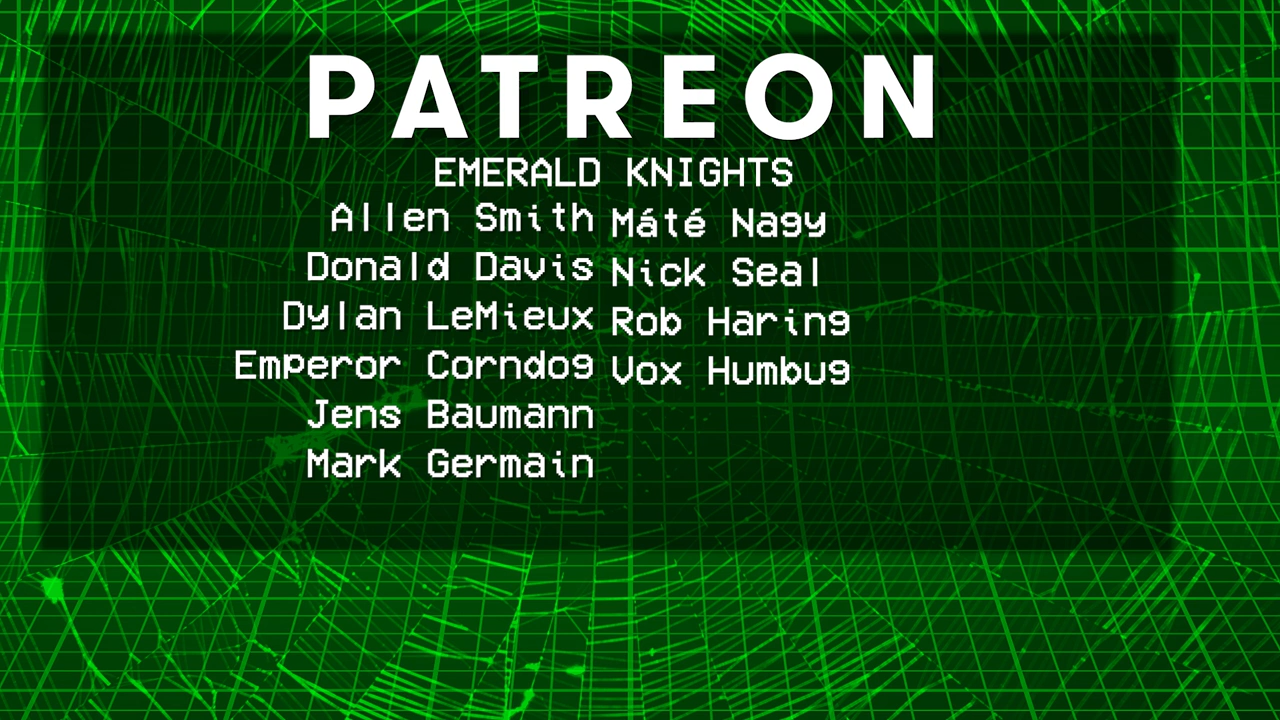 PATREON
EMERALD KNIGHTS
Allen Smith
Donald Davis
Dylan LeMieux
Emperor Corndog
Jens Baumann
Mark Germain
Máté Nagy
Nick Seal
Rob Haring
Vox Humbug